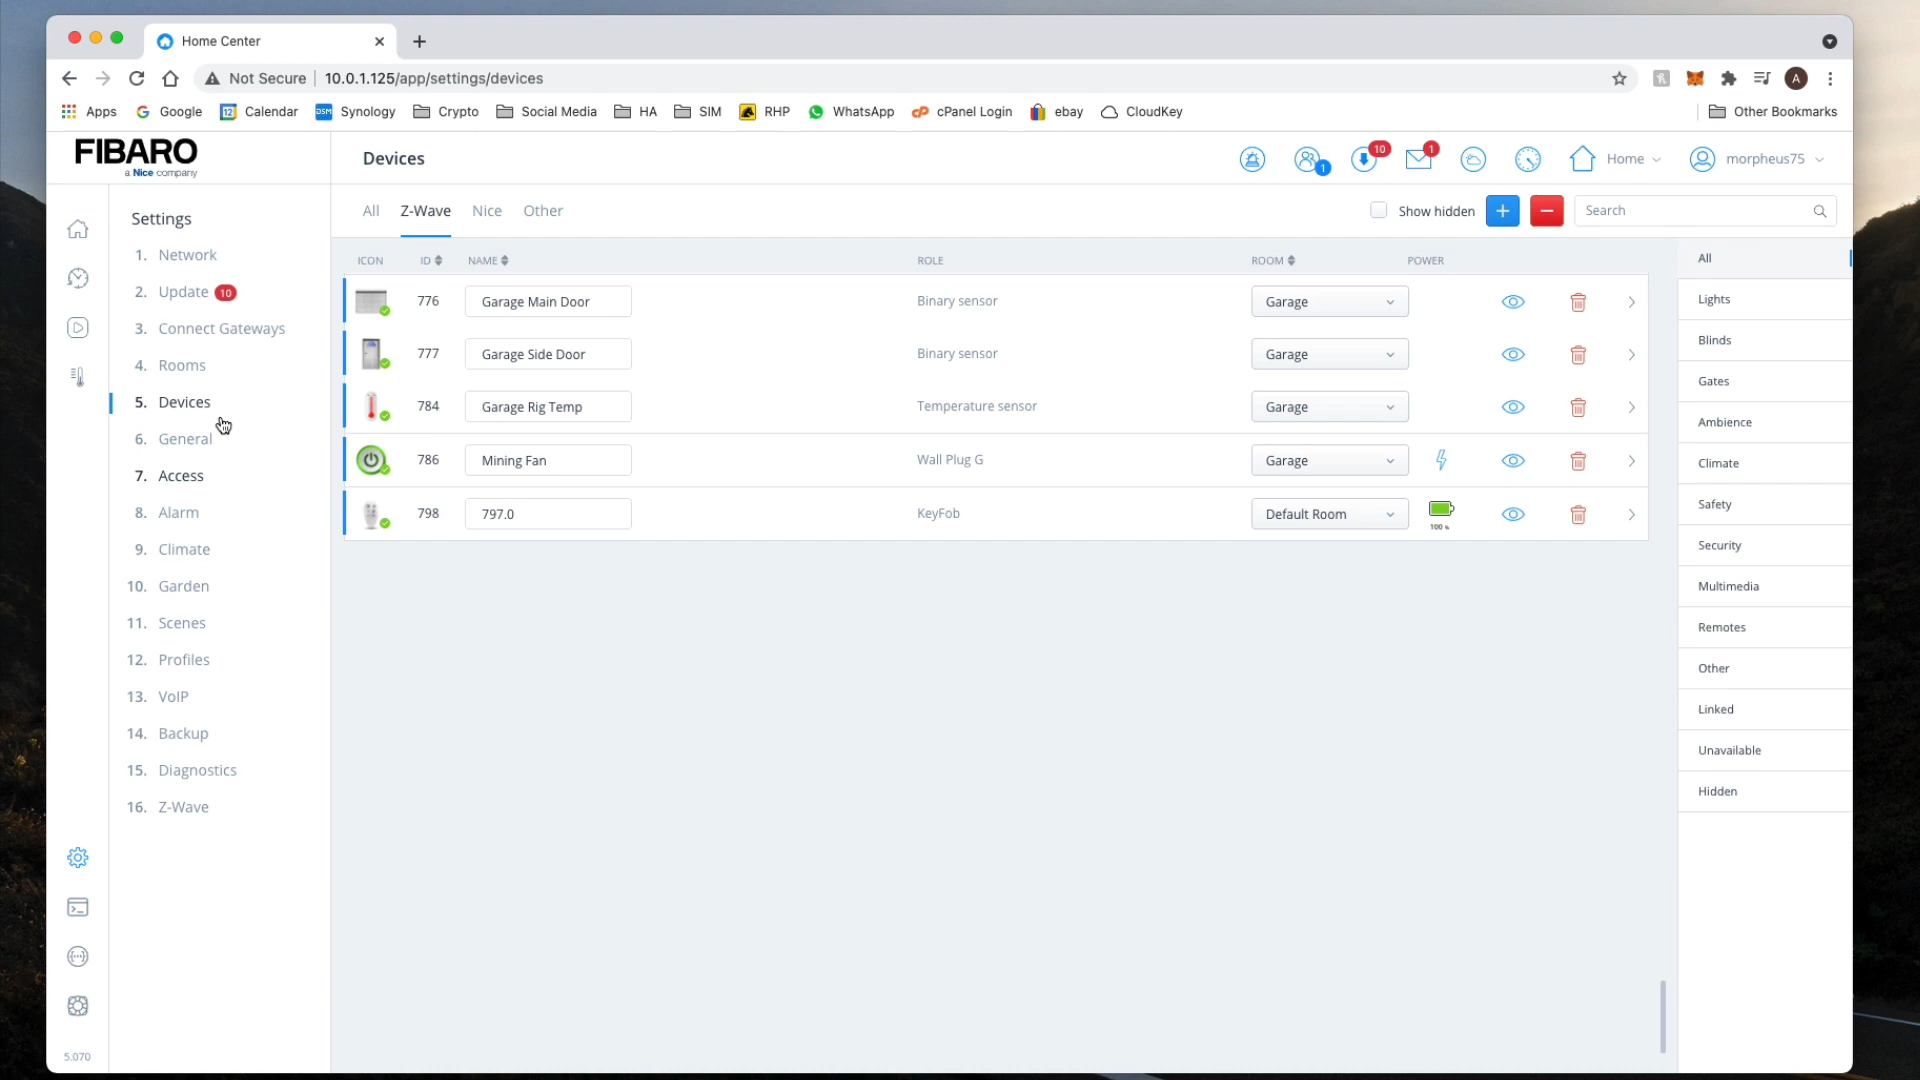 Home Center
Not Secure 10.0.1.125/app/settings/devices
Apps Google Calendar Synology Crypto Social Media HA SIM RHP WhatsApp cPanel Login ebay CloudKey Other Bookmarks
FIBARO
a Nice company
Devices
1 10 1 Home morpheus75
Settings
1. Network
2. Update 10
3. Connect Gateways
4. Rooms
5. Devices
6. General
7. Access
8. Alarm
9. Climate
10. Garden
11. Scenes
12. Profiles
13. VoIP
14. Backup
15. Diagnostics
16. Z-Wave
5.070
All Z-Wave Nice Other Show hidden + − Search
ICON ID NAME ROLE ROOM POWER
776 Garage Main Door Binary sensor Garage
777 Garage Side Door Binary sensor Garage
784 Garage Rig Temp Temperature sensor Garage
786 Mining Fan Wall Plug G Garage
798 797.0 KeyFob Default Room 100 %
All
Lights
Blinds
Gates
Ambience
Climate
Safety
Security
Multimedia
Remotes
Other
Linked
Unavailable
Hidden